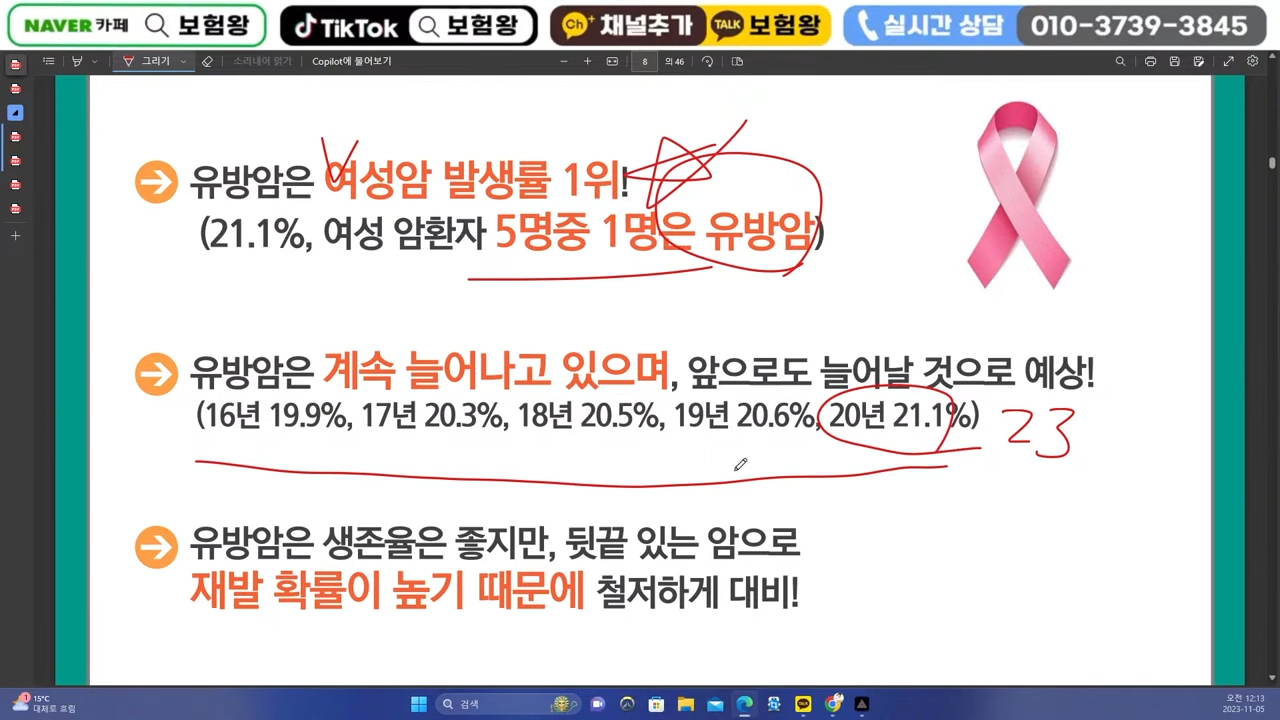 NAVER 카페 보험왕 TikTok 보험왕 Ch+ 채널추가 TALK 보험왕 실시간 상담 010-3739-3845
그리기 소리내어 읽기 Copilot에 물어보기 8 의 46
유방암은 여성암 발생률 1위!
(21.1%, 여성 암환자 5명중 1명은 유방암)
유방암은 계속 늘어나고 있으며, 앞으로도 늘어날 것으로 예상!
(16년 19.9%, 17년 20.3%, 18년 20.5%, 19년 20.6%, 20년 21.1%) 23
유방암은 생존율은 좋지만, 뒷끝 있는 암으로
재발 확률이 높기 때문에 철저하게 대비!
1 15°C 검색 오전 12:13
대체로 흐림 2023-11-05